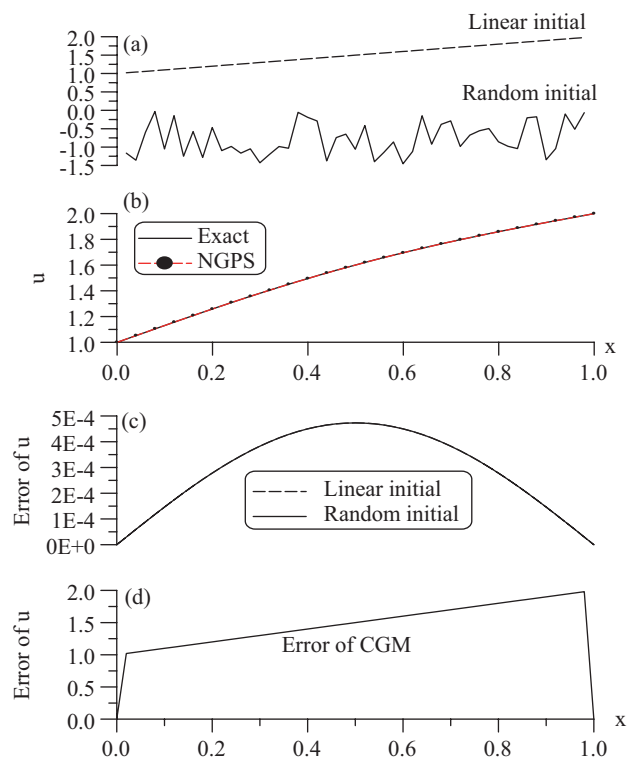 Linear initial
(a)
2.0
1.5
1.0
0.5
0.0
-0.5
-1.0
-1.5
Random initial
(b)
2.0
1.8
1.6
1.4
1.2
1.0
u
Exact
NGPS
x
0.0 0.2 0.4 0.6 0.8 1.0
(c)
5E-4
4E-4
3E-4
2E-4
1E-4
0E+0
Error of u
Linear initial
Random initial
(d)
2.0
1.5
1.0
0.5
0.0
Error of u
Error of CGM
0.0 0.2 0.4 0.6 0.8 1.0 x